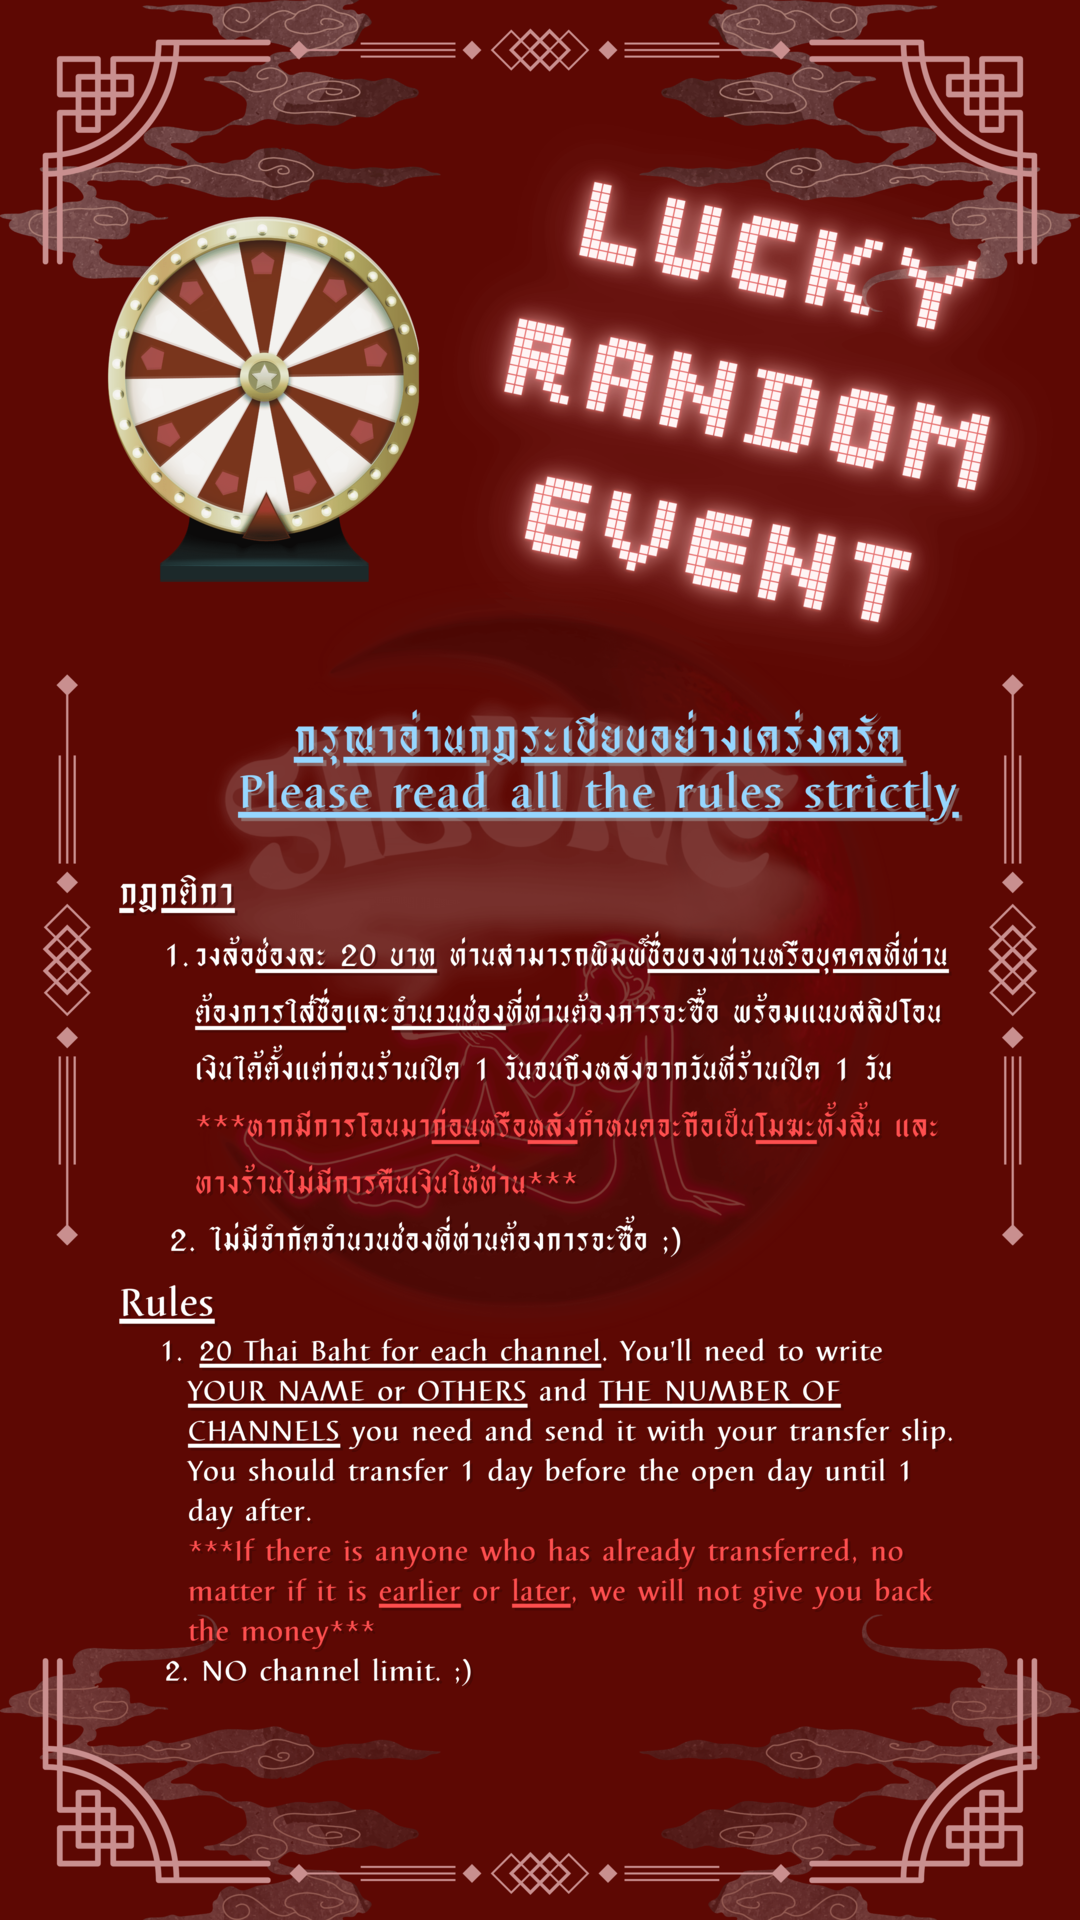 LUCKY
RANDOM
EVENT
กรุณาอ่านกฎระเบียบอย่างเคร่งครัด
Please read all the rules strictly.
กฎกติกา
1. วงล้อช่องละ 20 บาท ท่านสามารถพิมพ์ชื่อของท่านหรือบุคคลที่ท่าน
ต้องการใส่ชื่อและจำนวนช่องที่ท่านต้องการจะซื้อ พร้อมแนบสลิปโอน
เงินได้ตั้งแต่ก่อนร้านเปิด 1 วันจนถึงหลังจากวันที่ร้านเปิด 1 วัน
***หากมีการโอนมาก่อนหรือหลังกำหนดจะถือเป็นโมฆะทั้งสิ้น และ
ทางร้านไม่มีการคืนเงินให้ท่าน***
2. ไม่มีจำกัดจำนวนช่องที่ท่านต้องการจะซื้อ ;)
Rules
1. 20 Thai Baht for each channel. You'll need to write
YOUR NAME or OTHERS and THE NUMBER OF
CHANNELS you need and send it with your transfer slip.
You should transfer 1 day before the open day until 1
day after.
***If there is anyone who has already transferred, no
matter if it is earlier or later, we will not give you back
the money***
2. NO channel limit. ;)